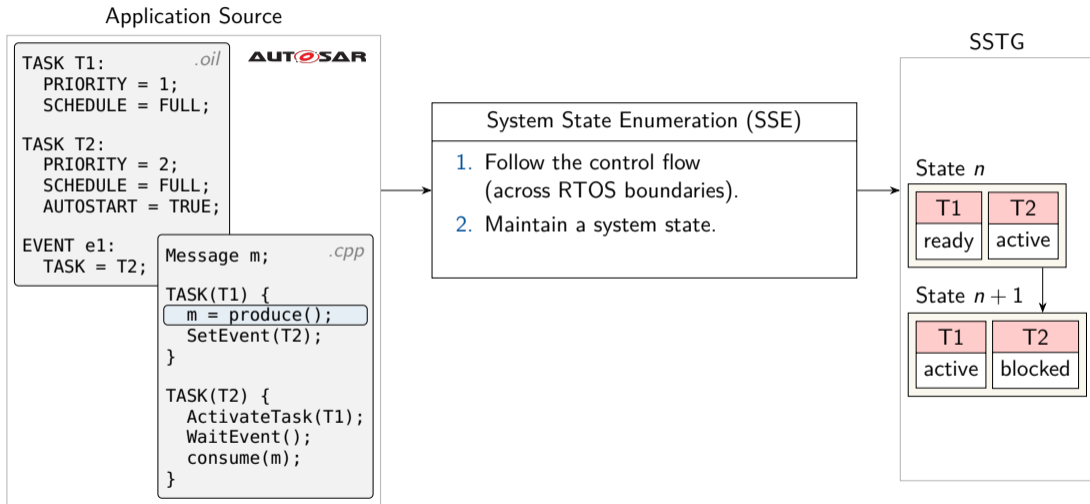 Application Source
.oil
AUTOSAR
TASK T1:
PRIORITY = 1;
SCHEDULE = FULL;
TASK T2:
PRIORITY = 2;
SCHEDULE = FULL;
AUTOSTART = TRUE;
EVENT e1:
TASK = T2;
.cpp
Message m;
TASK(T1) {
m = produce();
SetEvent(T2);
}
TASK(T2) {
ActivateTask(T1);
WaitEvent();
consume(m);
}
System State Enumeration (SSE)
1. Follow the control flow
(across RTOS boundaries).
2. Maintain a system state.
SSTG
State n
T1 T2
ready active
State n + 1
T1 T2
active blocked